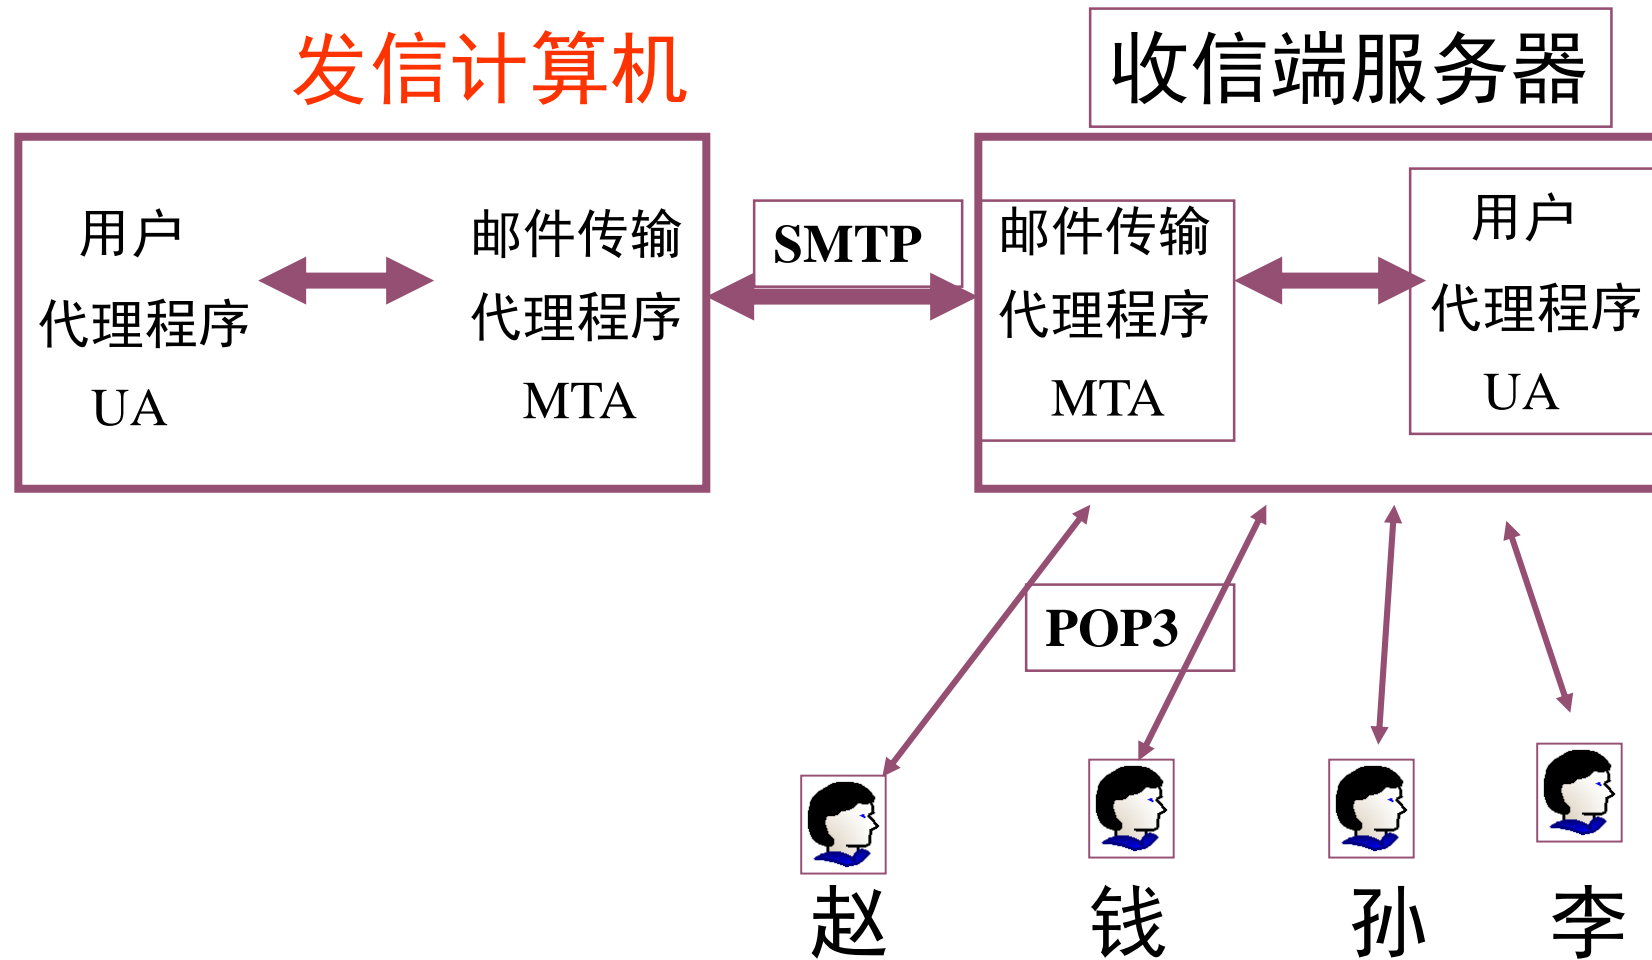 发信计算机
收信端服务器
用户
代理程序
UA
邮件传输
代理程序
MTA
SMTP
邮件传输
代理程序
MTA
用户
代理程序
UA
POP3
赵
钱
孙
李